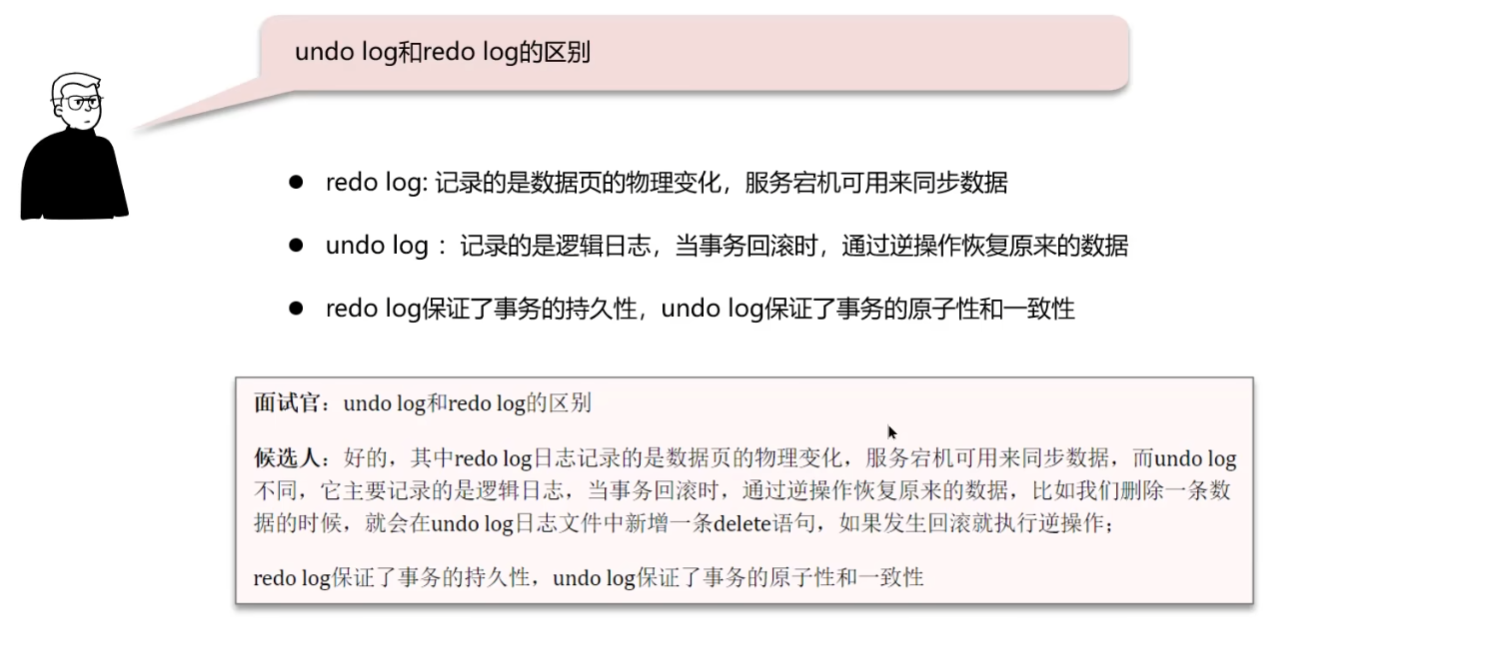 undo log和redo log的区别
● redo log: 记录的是数据页的物理变化，服务宕机可用来同步数据
● undo log ：记录的是逻辑日志，当事务回滚时，通过逆操作恢复原来的数据
● redo log保证了事务的持久性，undo log保证了事务的原子性和一致性
面试官：undo log和redo log的区别
候选人：好的，其中redo log日志记录的是数据页的物理变化，服务宕机可用来同步数据，而undo log
不同，它主要记录的是逻辑日志，当事务回滚时，通过逆操作恢复原来的数据，比如我们删除一条数
据的时候，就会在undo log日志文件中新增一条delete语句，如果发生回滚就执行逆操作；
redo log保证了事务的持久性，undo log保证了事务的原子性和一致性